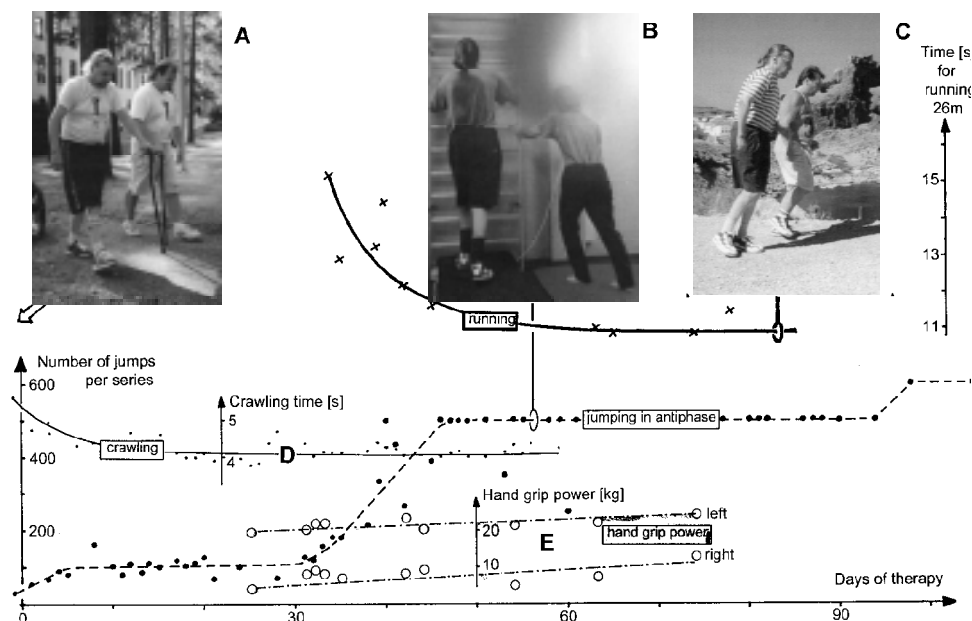 A
B
C
Time [s
for
running
26m
15
13
11
running
Number of jumps
per series
600
400
200
Crawling time [s]
5
4
crawling
D
jumping in antiphase
Hand grip power [kg]
20
10
E
left
hand grip power
right
Days of therapy
0
30
60
90